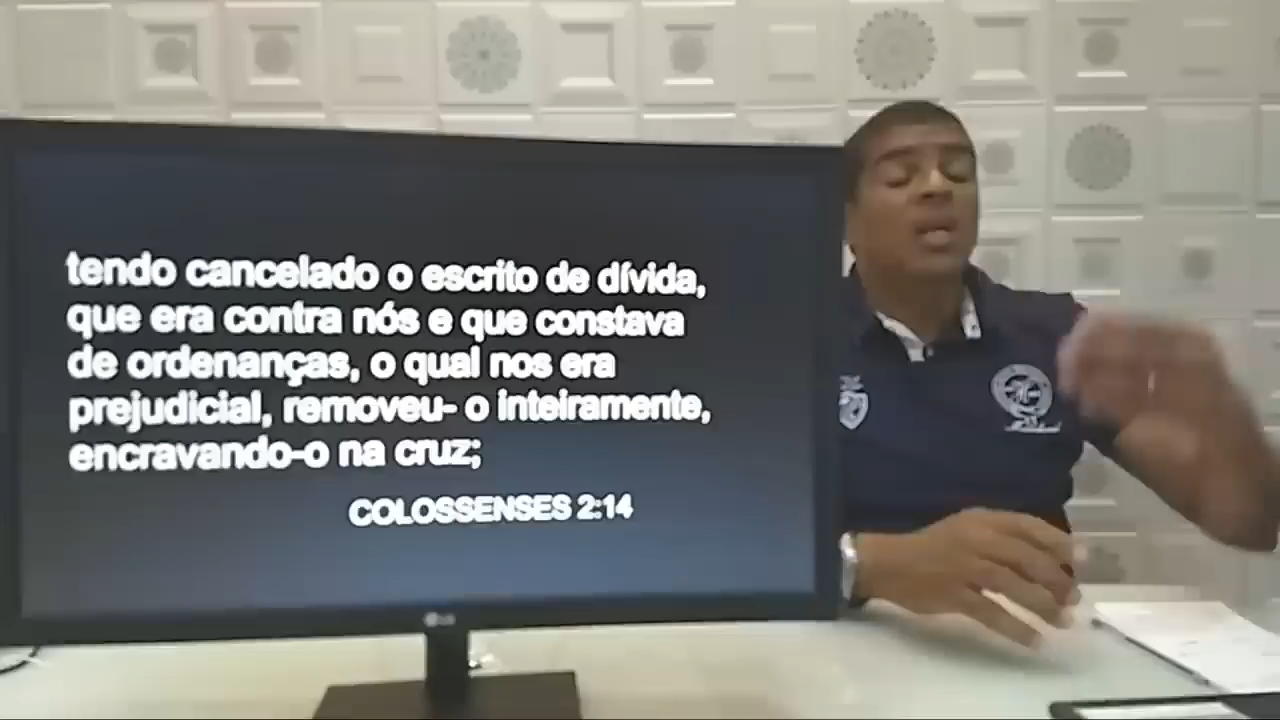 tendo cancelado o escrito de dívida,
que era contra nós e que constava
de ordenanças, o qual nos era
prejudicial, removeu- o inteiramente,
encravando-o na cruz;
COLOSSENSES 2:14
LG